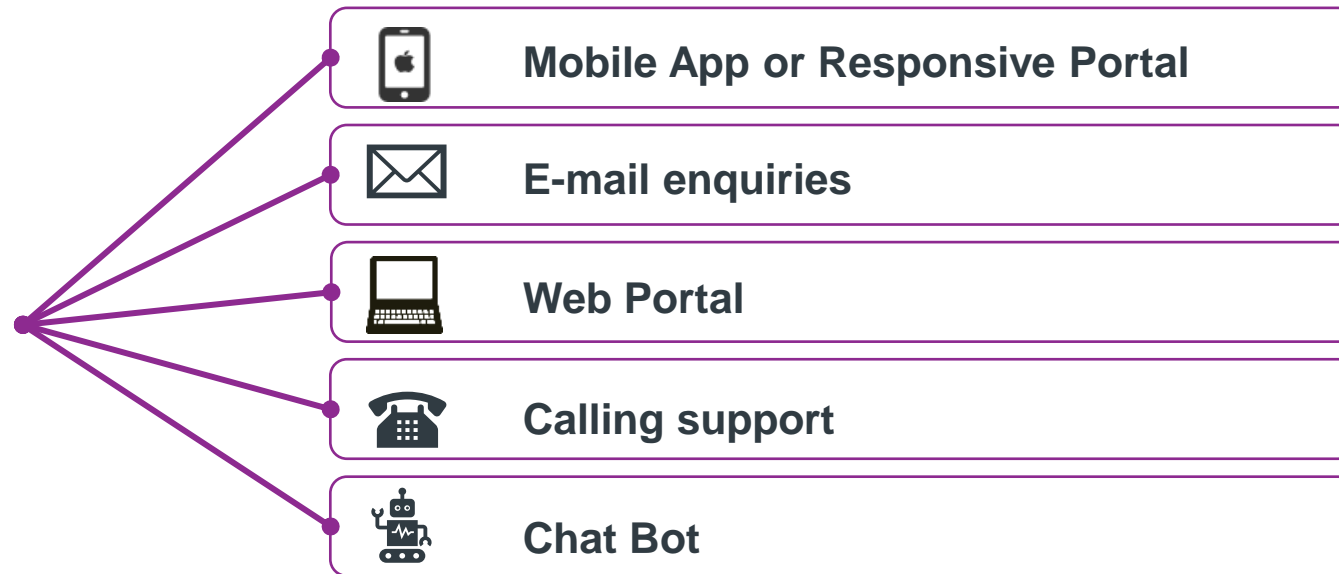 Mobile App or Responsive Portal
E-mail enquiries
Web Portal
Calling support
Chat Bot